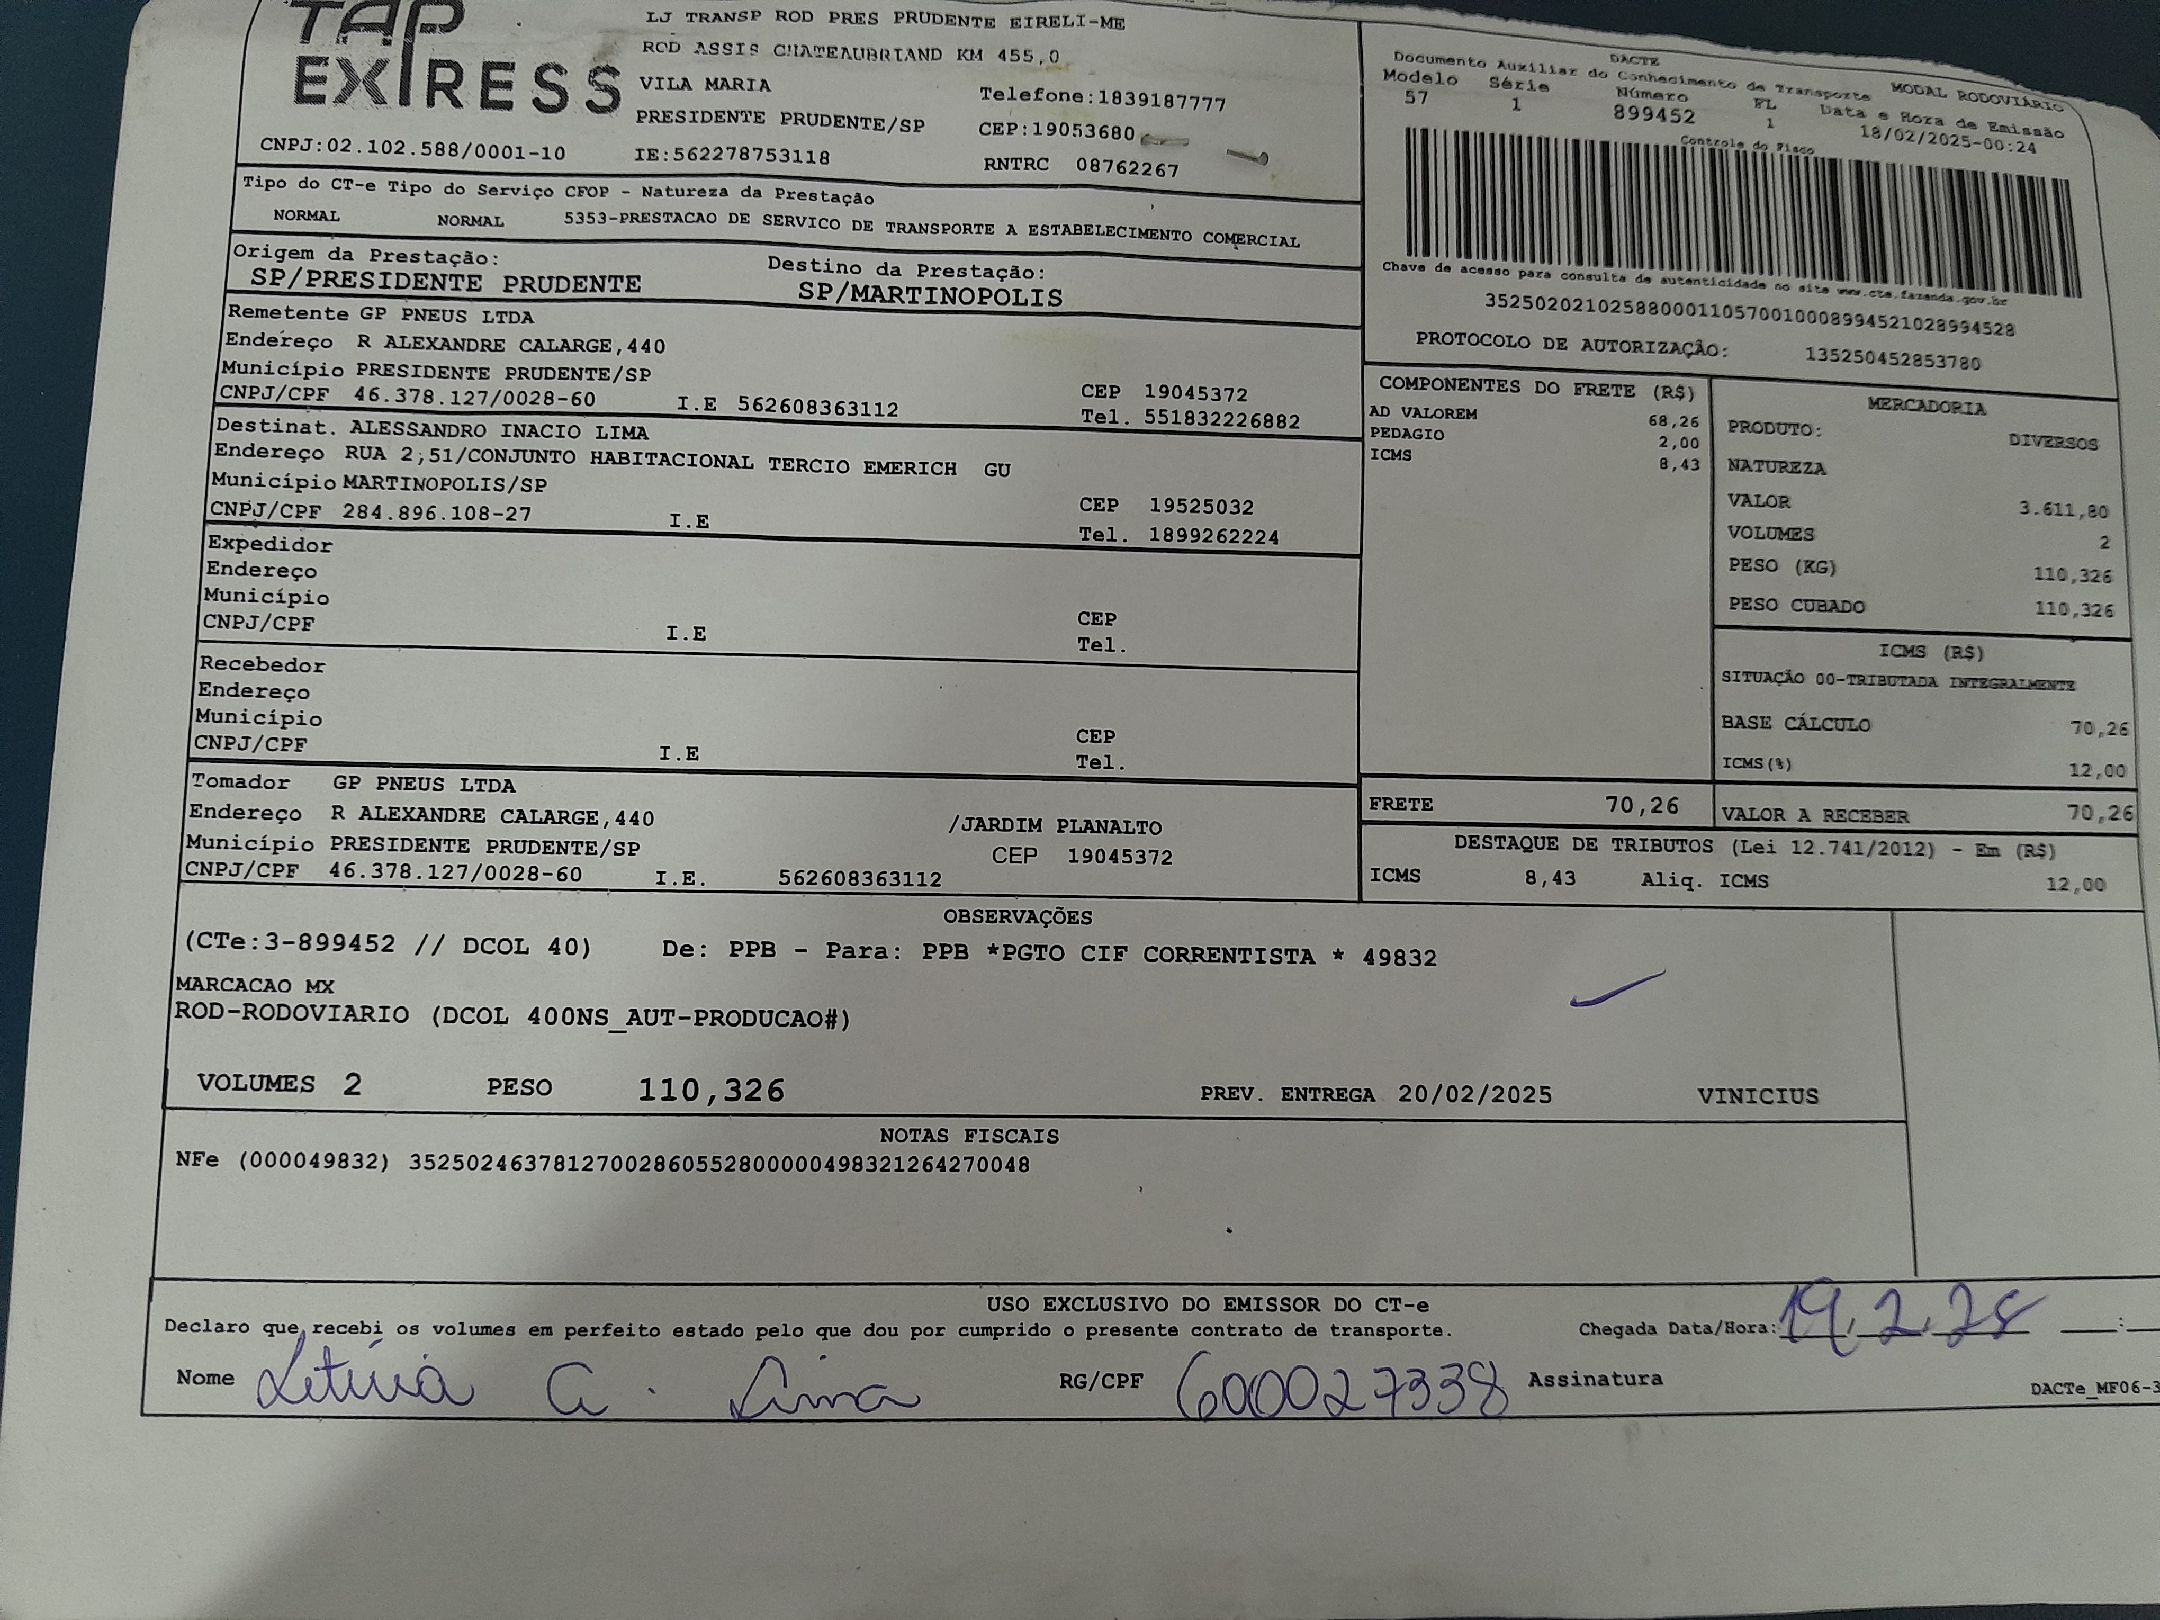 TAP
EXPRESS
LJ TRANSP ROD PRES PRUDENTE EIRELI-ME
ROD ASSIS CHATEAUBRIAND KM 455,0
VILA MARIA
Telefone:1839187777
PRESIDENTE PRUDENTE/SP CEP:19053680
CNPJ:02.102.588/0001-10 IE:562278753118 RNTRC 08762267
DACTE
Documento Auxiliar do Conhecimento de Transporte MODAL RODOVIÁRIO
Modelo Série Número FL Data e Hora de Emissão
57 1 899452 1 18/02/2025-00:24
Controle do Fisco
Chave de acesso para consulta de autenticidade no site www.cte.fazenda.gov.br
35250202102588000110570010008994521028994528
PROTOCOLO DE AUTORIZAÇÃO: 135250452853780
Tipo do CT-e Tipo do Serviço CFOP - Natureza da Prestação
NORMAL NORMAL 5353-PRESTACAO DE SERVICO DE TRANSPORTE A ESTABELECIMENTO COMERCIAL
Origem da Prestação: Destino da Prestação:
SP/PRESIDENTE PRUDENTE SP/MARTINOPOLIS
Remetente GP PNEUS LTDA
Endereço R ALEXANDRE CALARGE,440
Município PRESIDENTE PRUDENTE/SP CEP 19045372
CNPJ/CPF 46.378.127/0028-60 I.E 562608363112 Tel. 551832226882
Destinat. ALESSANDRO INACIO LIMA
Endereço RUA 2,51/CONJUNTO HABITACIONAL TERCIO EMERICH GU
Município MARTINOPOLIS/SP CEP 19525032
CNPJ/CPF 284.896.108-27 I.E Tel. 1899262224
Expedidor
Endereço
Município CEP
CNPJ/CPF I.E Tel.
Recebedor
Endereço
Município CEP
CNPJ/CPF I.E Tel.
Tomador GP PNEUS LTDA
Endereço R ALEXANDRE CALARGE,440 /JARDIM PLANALTO
Município PRESIDENTE PRUDENTE/SP CEP 19045372
CNPJ/CPF 46.378.127/0028-60 I.E. 562608363112
COMPONENTES DO FRETE (R$)
AD VALOREM 68,26
PEDAGIO 2,00
ICMS 8,43
MERCADORIA
PRODUTO: DIVERSOS
NATUREZA
VALOR 3.611,80
VOLUMES 2
PESO (KG) 110,326
PESO CUBADO 110,326
ICMS (R$)
SITUAÇÃO 00-TRIBUTADA INTEGRALMENTE
BASE CÁLCULO 70,26
ICMS(%) 12,00
FRETE 70,26 VALOR A RECEBER 70,26
DESTAQUE DE TRIBUTOS (Lei 12.741/2012) - Em (R$)
ICMS 8,43 Aliq. ICMS 12,00
OBSERVAÇÕES
(CTe:3-899452 // DCOL 40) De: PPB - Para: PPB *PGTO CIF CORRENTISTA * 49832
MARCACAO MX
ROD-RODOVIARIO (DCOL 400NS_AUT-PRODUCAO#)
VOLUMES 2 PESO 110,326 PREV. ENTREGA 20/02/2025 VINICIUS
NOTAS FISCAIS
NFe (000049832) 35250246378127002860552800000498321264270048
USO EXCLUSIVO DO EMISSOR DO CT-e
Declaro que recebi os volumes em perfeito estado pelo que dou por cumprido o presente contrato de transporte. Chegada Data/Hora: 19,2,25 :
Nome Letícia A. Lima RG/CPF 600027338 Assinatura
DACTe_MF06-3